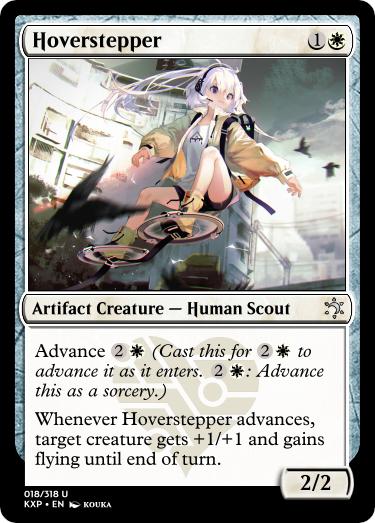 Hoverstepper 1
Artifact Creature — Human Scout
Advance 2 (Cast this for 2 to
advance it as it enters. 2 : Advance
this as a sorcery.)
Whenever Hoverstepper advances,
target creature gets +1/+1 and gains
flying until end of turn.
2/2
018/318 U
KXP • EN KOUKA